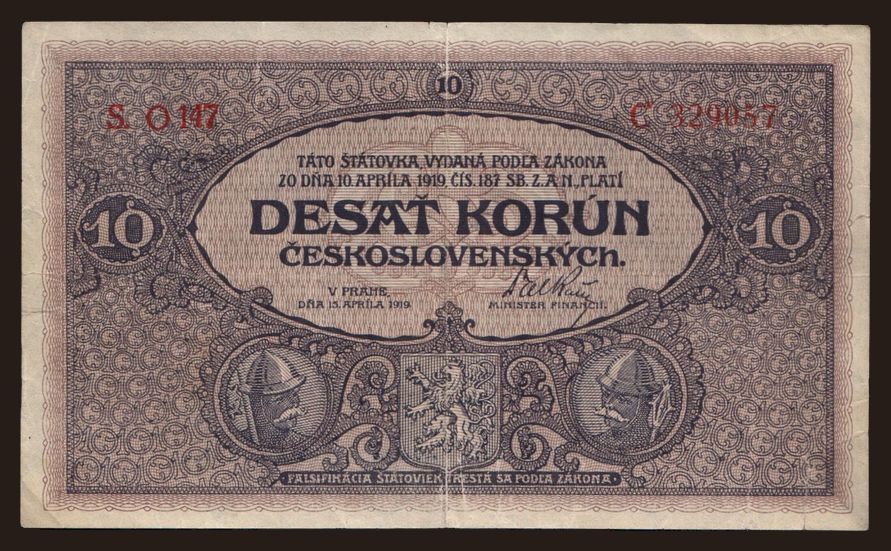 10
S. O 147
C 329057
TÁTO ŠTÁTOVKA, VYDANÁ PODĽA ZÁKONA
ZO DŇA 10. APRÍLA 1919, ČÍS. 187 SB. Z. A N., PLATÍ
10
DESAŤ KORÚN
10
ČESKOSLOVENSKÝCH.
V PRAHE,
DŇA 15. APRÍLA 1919
MINISTER FINANCIÍ.
FALSIFIKÁCIA ŠTÁTOVIEK TRESTÁ SA PODĽA ZÁKONA